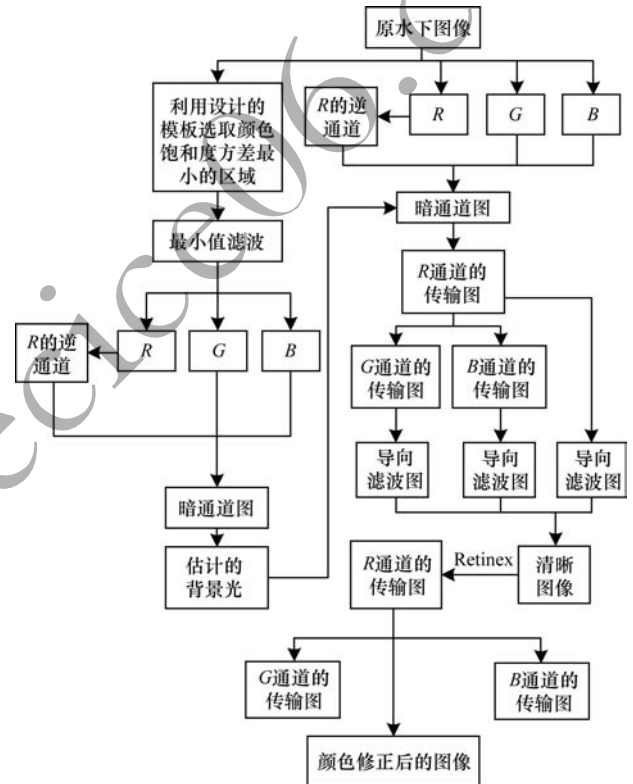 原水下图像
利用设计的
模板选取颜色
饱和度方差最
小的区域
R的逆
通道
R
G
B
最小值滤波
暗通道图
R通道的
传输图
R的逆
通道
R
G
B
G通道的
传输图
B通道的
传输图
导向
滤波图
导向
滤波图
导向
滤波图
暗通道图
估计的
背景光
R通道的
传输图
Retinex
清晰
图像
G通道的
传输图
B通道的
传输图
颜色修正后的图像
ecice06.c